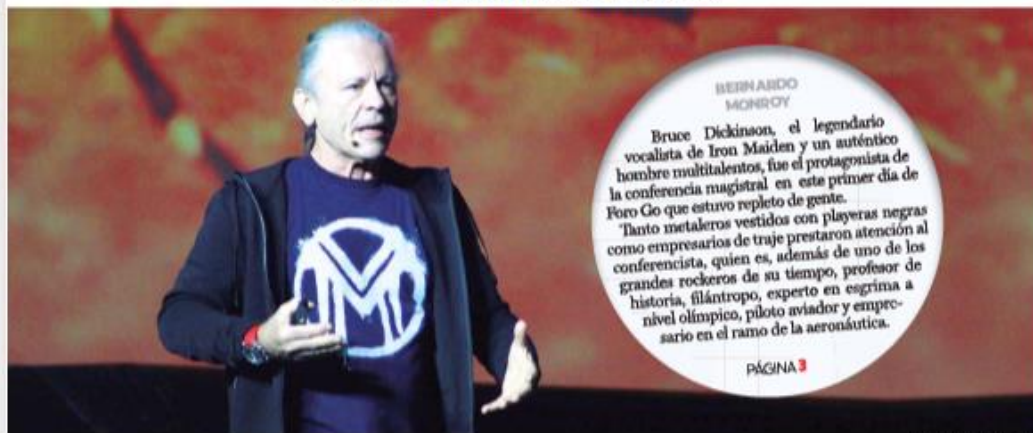 BERNARDO
MONROY
Bruce Dickinson, el legendario
vocalista de Iron Maiden y un auténtico
hombre multitalentos, fue el protagonista de
la conferencia magistral en este primer día de
Foro Go que estuvo repleto de gente.
Tanto metaleros vestidos con playeras negras
como empresarios de traje prestaron atención al
conferencista, quien es, además de uno de los
grandes rockeros de su tiempo, profesor de
historia, filántropo, experto en esgrima a
nivel olímpico, piloto aviador y empre-
sario en el ramo de la aeronáutica.
PÁGINA 3